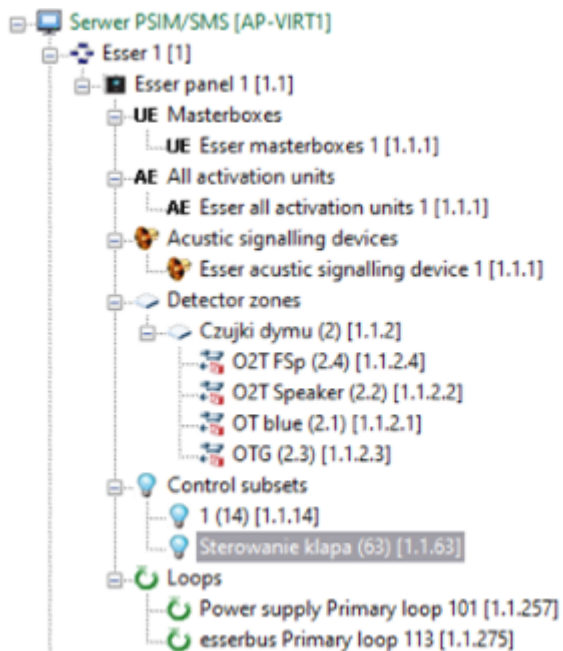 Serwer PSIM/SMS [AP-VIRT1]
Esser 1 [1]
Esser panel 1 [1.1]
UE Masterboxes
UE Esser masterboxes 1 [1.1.1]
AE All activation units
AE Esser all activation units 1 [1.1.1]
Acustic signalling devices
Esser acustic signalling device 1 [1.1.1]
Detector zones
Czujki dymu (2) [1.1.2]
O2T FSp (2.4) [1.1.2.4]
O2T Speaker (2.2) [1.1.2.2]
OT blue (2.1) [1.1.2.1]
OTG (2.3) [1.1.2.3]
Control subsets
1 (14) [1.1.14]
Sterowanie klapa (63) [1.1.63]
Loops
Power supply Primary loop 101 [1.1.257]
esserbus Primary loop 113 [1.1.275]